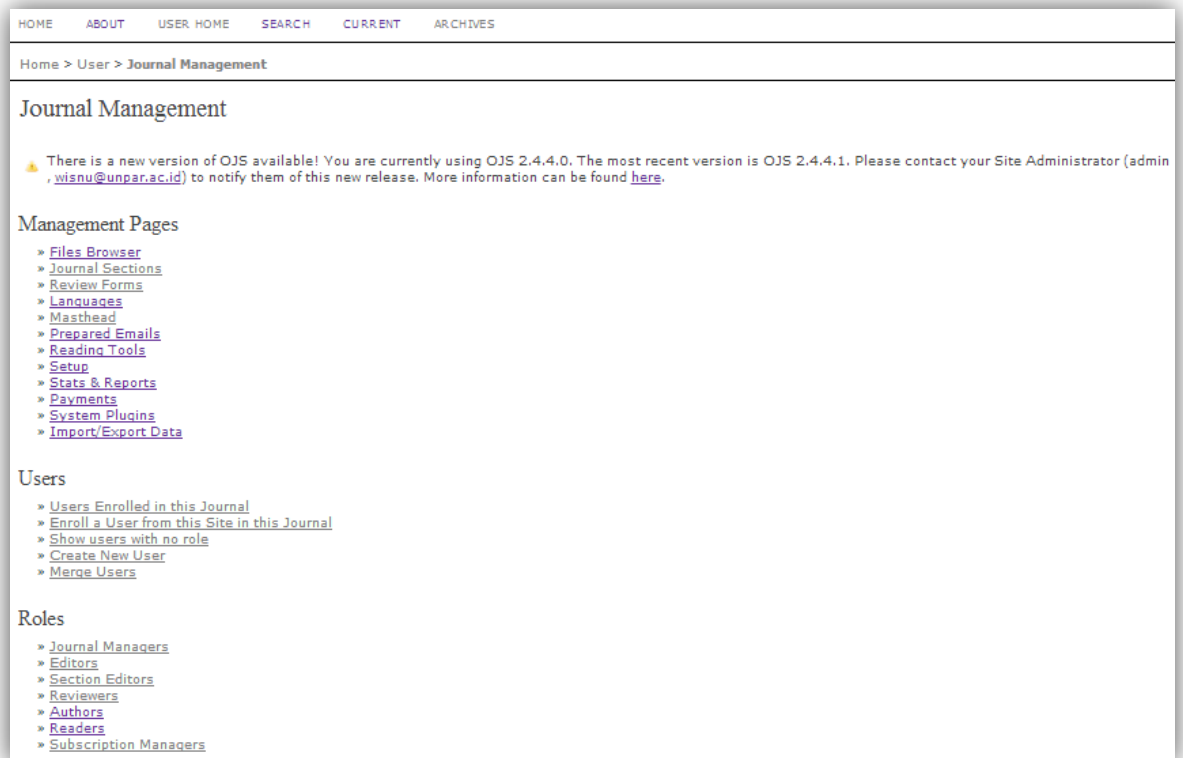 HOME ABOUT USER HOME SEARCH CURRENT ARCHIVES
Home > User > Journal Management
Journal Management
There is a new version of OJS available! You are currently using OJS 2.4.4.0. The most recent version is OJS 2.4.4.1. Please contact your Site Administrator (admin
, wisnu@unpar.ac.id) to notify them of this new release. More information can be found here.
Management Pages
» Files Browser
» Journal Sections
» Review Forms
» Languages
» Masthead
» Prepared Emails
» Reading Tools
» Setup
» Stats & Reports
» Payments
» System Plugins
» Import/Export Data
Users
» Users Enrolled in this Journal
» Enroll a User from this Site in this Journal
» Show users with no role
» Create New User
» Merge Users
Roles
» Journal Managers
» Editors
» Section Editors
» Reviewers
» Authors
» Readers
» Subscription Managers